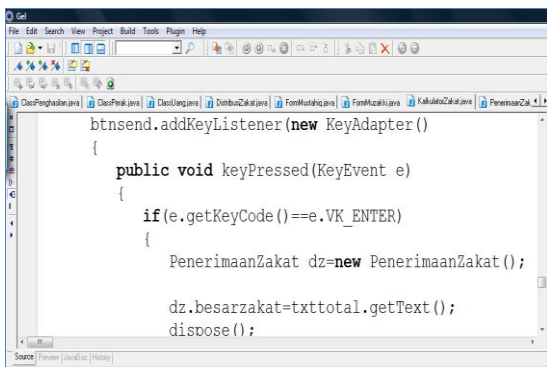 Gel
File Edit Search View Project Build Tools Plugin Help
ClassPenghasilan.java ClassPerak.java ClassUang.java DistribusiZakat.java FormMustahiq.java FormMuzakki.java KalkulatorZakat.java PenerimaanZak
btnsend.addKeyListener(new KeyAdapter()
{
public void keyPressed(KeyEvent e)
{
if(e.getKeyCode()==e.VK_ENTER)
{
PenerimaanZakat dz=new PenerimaanZakat();
dz.besarzakat=txttotal.getText();
dispose();
Source Preview JavaDoc History